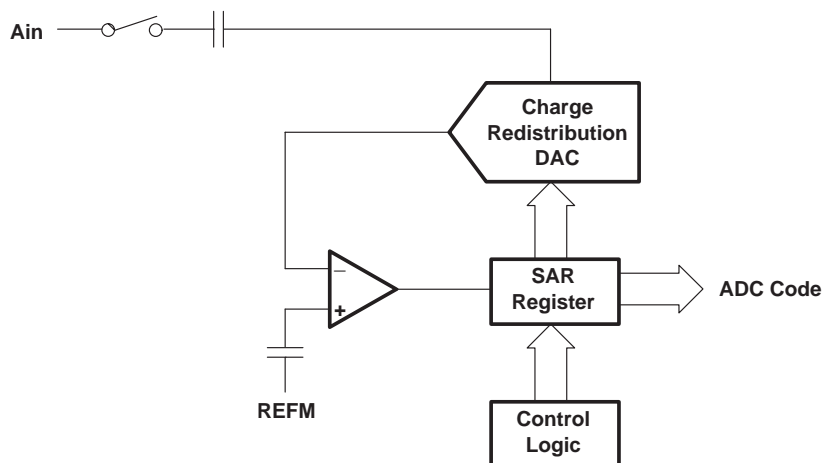 Ain
Charge
Redistribution
DAC
_
+
SAR
Register
ADC Code
REFM
Control
Logic